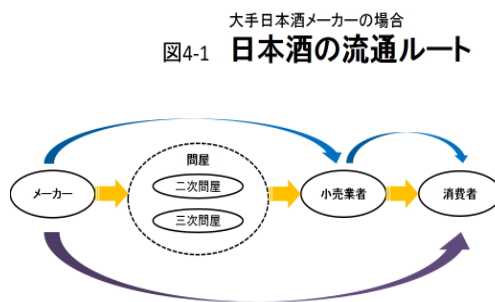 大手日本酒メーカーの場合
図4-1 日本酒の流通ルート
問屋
メーカー
二次問屋
三次問屋
小売業者
消費者